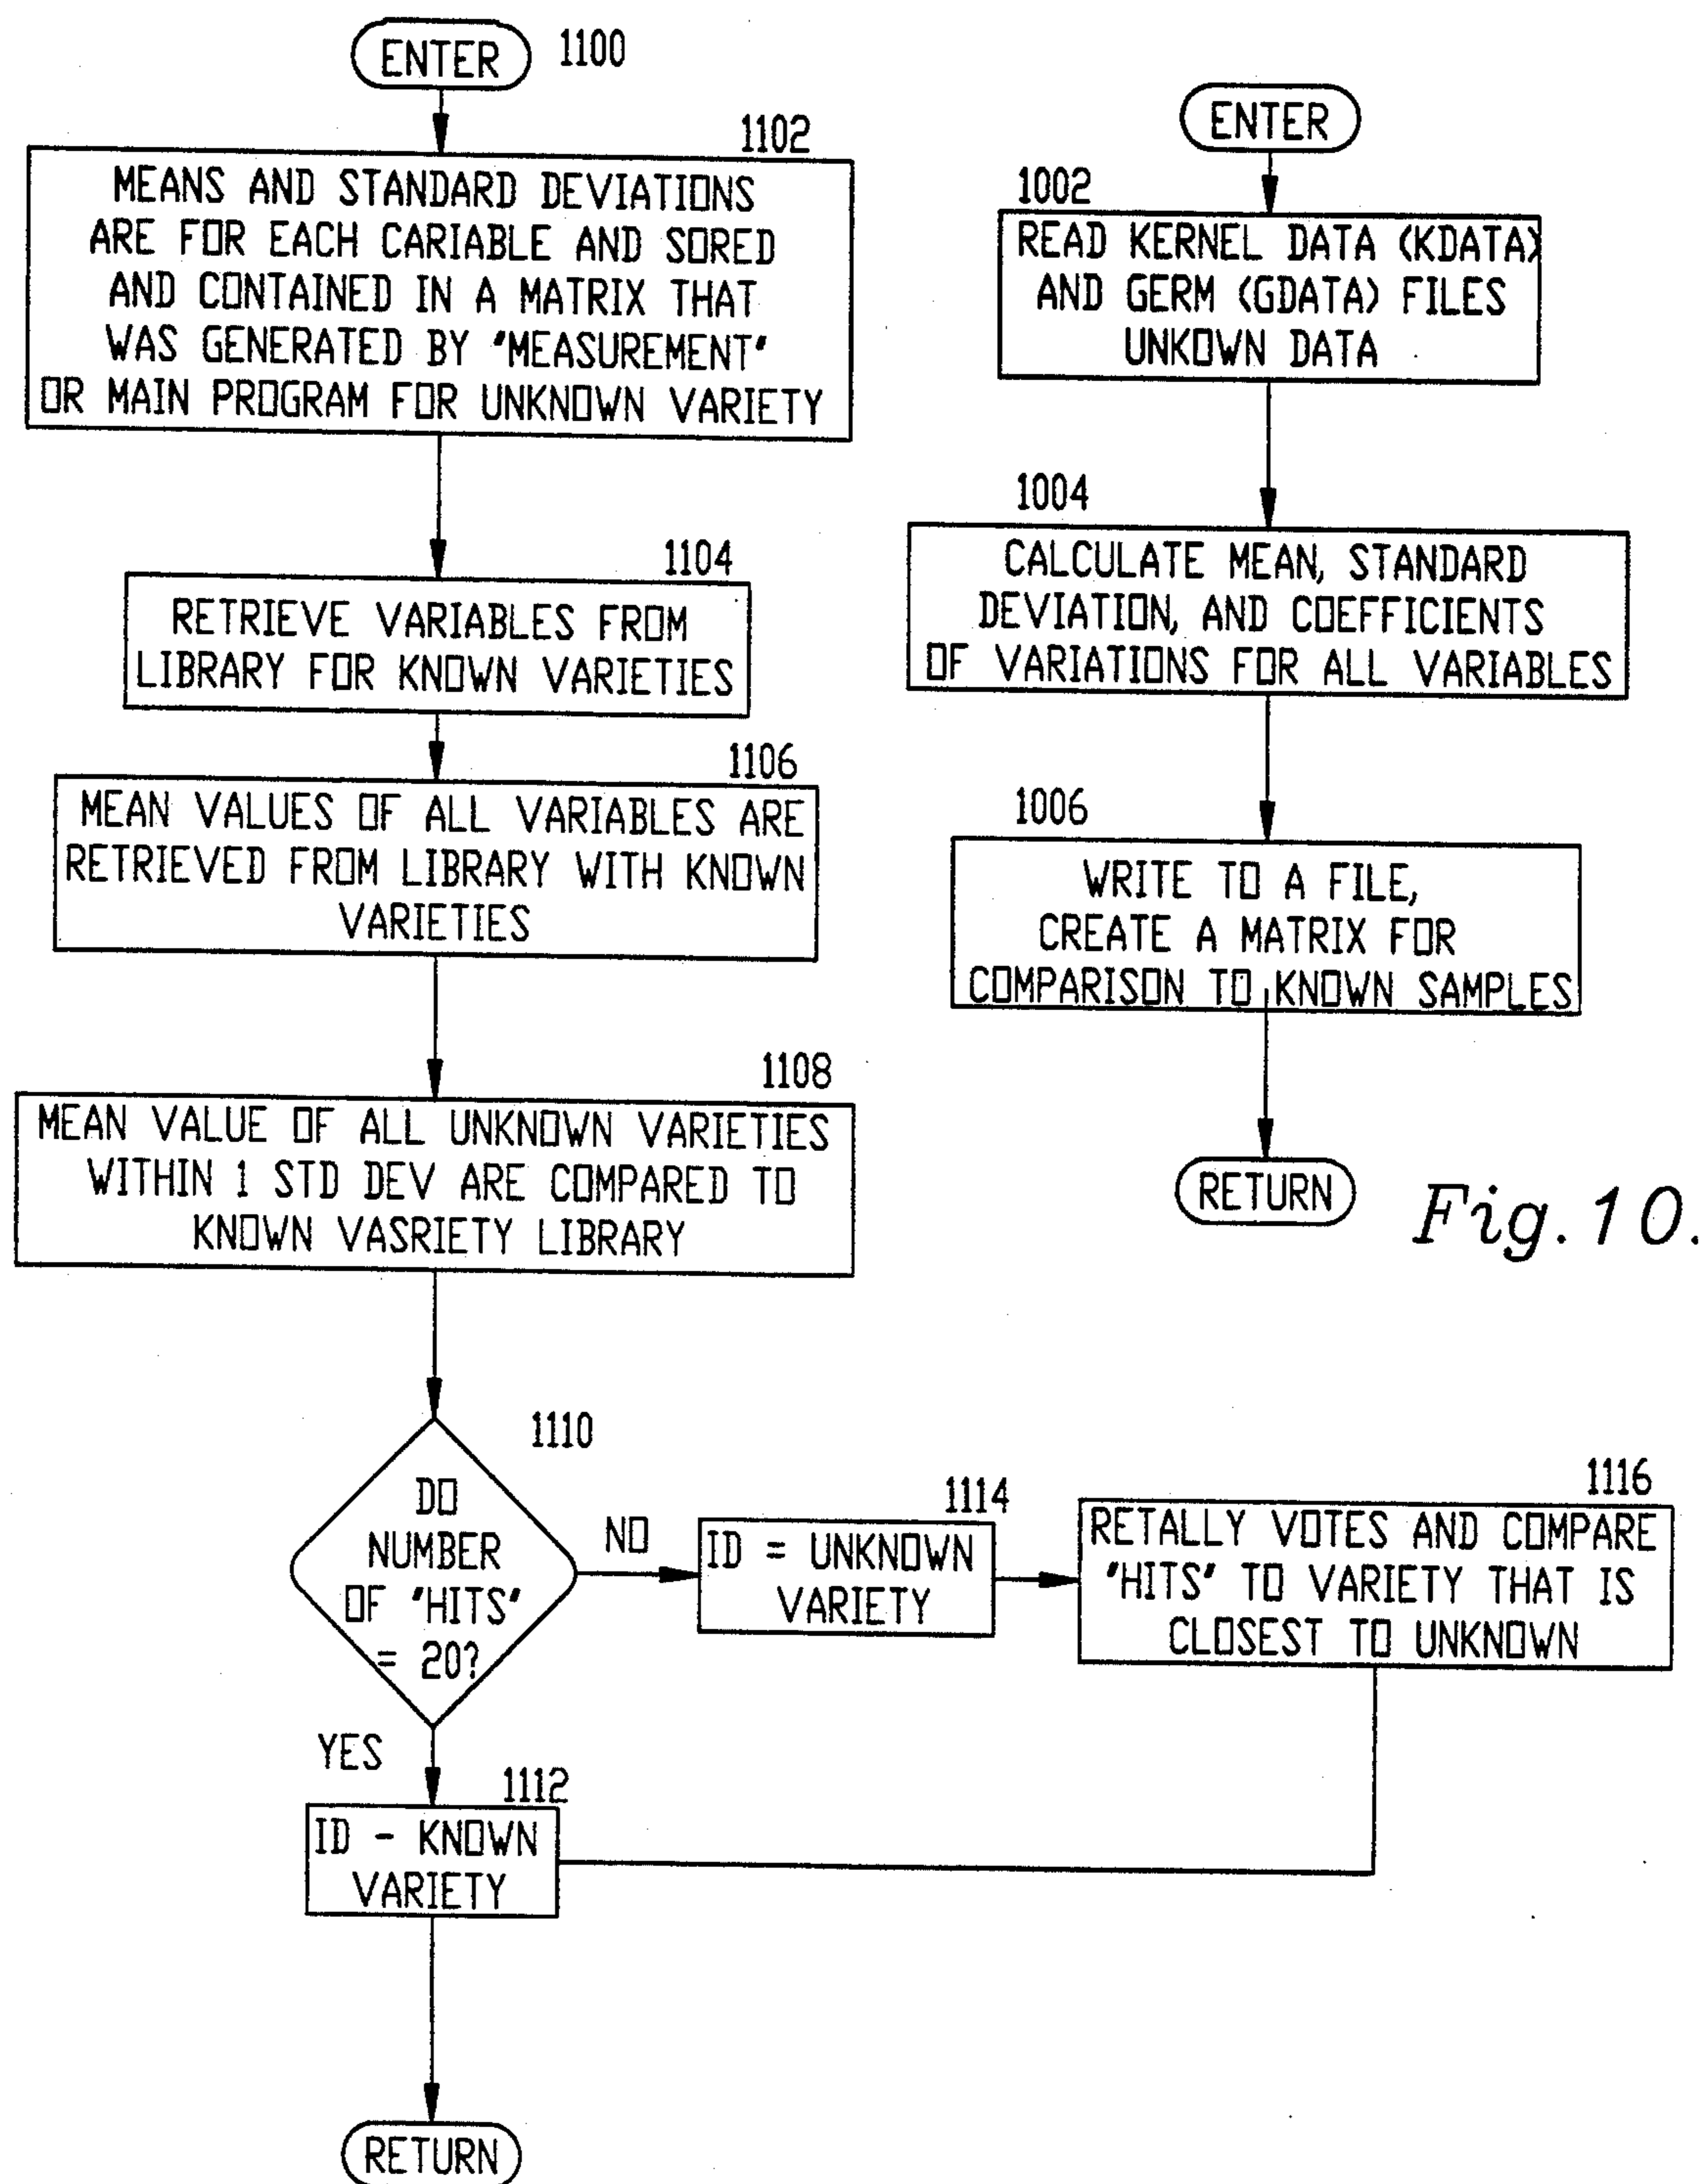 ENTER 1100
1102
MEANS AND STANDARD DEVIATIONS
ARE FOR EACH CARIABLE AND SORED
AND CONTAINED IN A MATRIX THAT
WAS GENERATED BY "MEASUREMENT"
OR MAIN PROGRAM FOR UNKNOWN VARIETY
1104
RETRIEVE VARIABLES FROM
LIBRARY FOR KNOWN VARIETIES
1106
MEAN VALUES OF ALL VARIABLES ARE
RETRIEVED FROM LIBRARY WITH KNOWN
VARIETIES
1108
MEAN VALUE OF ALL UNKNOWN VARIETIES
WITHIN 1 STD DEV ARE COMPARED TO
KNOWN VASRIETY LIBRARY
1110
DO
NUMBER
OF "HITS"
= 20?
NO
1114
ID = UNKNOWN
VARIETY
1116
RETALLY VOTES AND COMPARE
"HITS" TO VARIETY THAT IS
CLOSEST TO UNKNOWN
YES
1112
ID - KNOWN
VARIETY
RETURN
ENTER
1002
READ KERNEL DATA (KDATA)
AND GERM (GDATA) FILES
UNKOWN DATA
1004
CALCULATE MEAN, STANDARD
DEVIATION, AND COEFFICIENTS
OF VARIATIONS FOR ALL VARIABLES
1006
WRITE TO A FILE,
CREATE A MATRIX FOR
COMPARISON TO KNOWN SAMPLES
RETURN
Fig. 10.